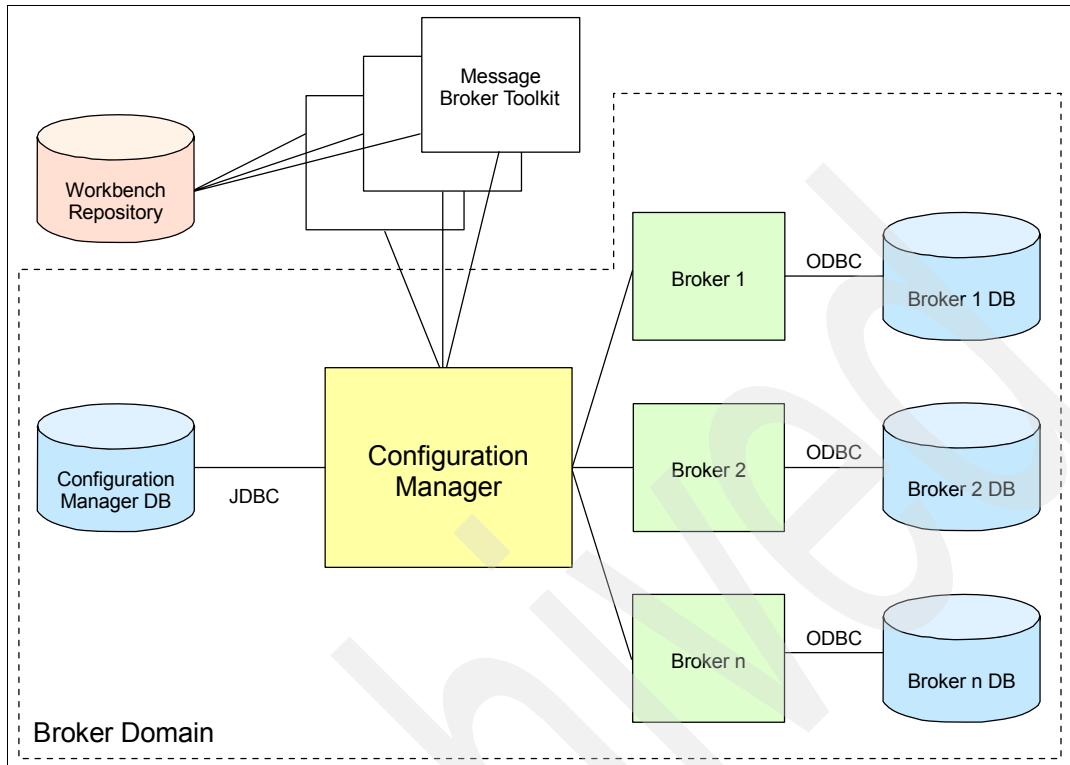 Message
Broker Toolkit
Workbench
Repository
Broker 1
ODBC
Broker 1 DB
Configuration
Manager DB
JDBC
Configuration
Manager
Broker 2
ODBC
Broker 2 DB
Broker n
ODBC
Broker n DB
Broker Domain